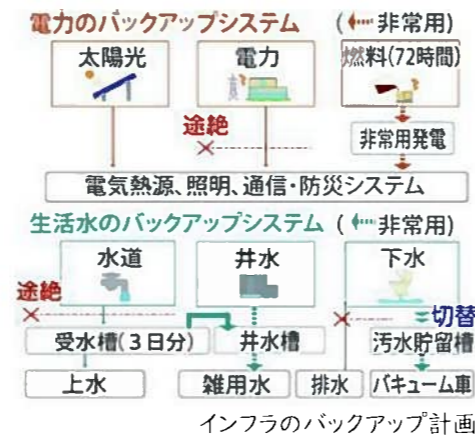 電力のバックアップシステム (←┈非常用)
太陽光 電力 燃料(72時間)
途絶
非常用発電
電気熱源、照明、通信・防災システム
生活水のバックアップシステム (←┈非常用)
水道 井水 下水
途絶 切替
受水槽(3日分) 井水槽 汚水貯留槽
上水 雑用水 排水 バキューム車
インフラのバックアップ計画